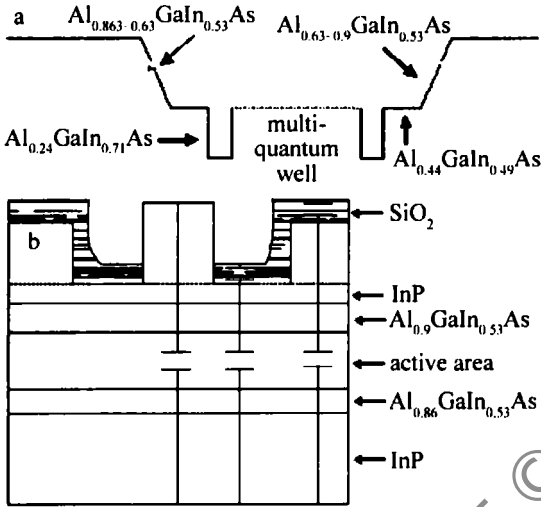 a
Al0.863-0.63GaIn0.53As
Al0.63-0.9GaIn0.53As
Al0.24GaIn0.71As
multi-
quantum
well
Al0.44GaIn0.49As
b
SiO2
InP
Al0.9GaIn0.53As
active area
Al0.86GaIn0.53As
InP
©